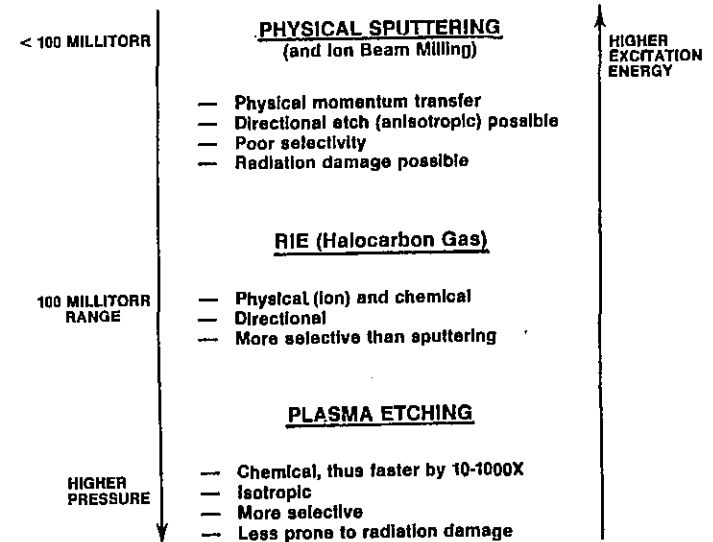 PHYSICAL SPUTTERING
(and Ion Beam Milling)
< 100 MILLITORR
HIGHER
EXCITATION
ENERGY
— Physical momentum transfer
— Directional etch (anisotropic) possible
— Poor selectivity
— Radiation damage possible
RIE (Halocarbon Gas)
100 MILLITORR
RANGE
— Physical (ion) and chemical
— Directional
— More selective than sputtering
PLASMA ETCHING
HIGHER
PRESSURE
— Chemical, thus faster by 10-1000X
— Isotropic
— More selective
— Less prone to radiation damage